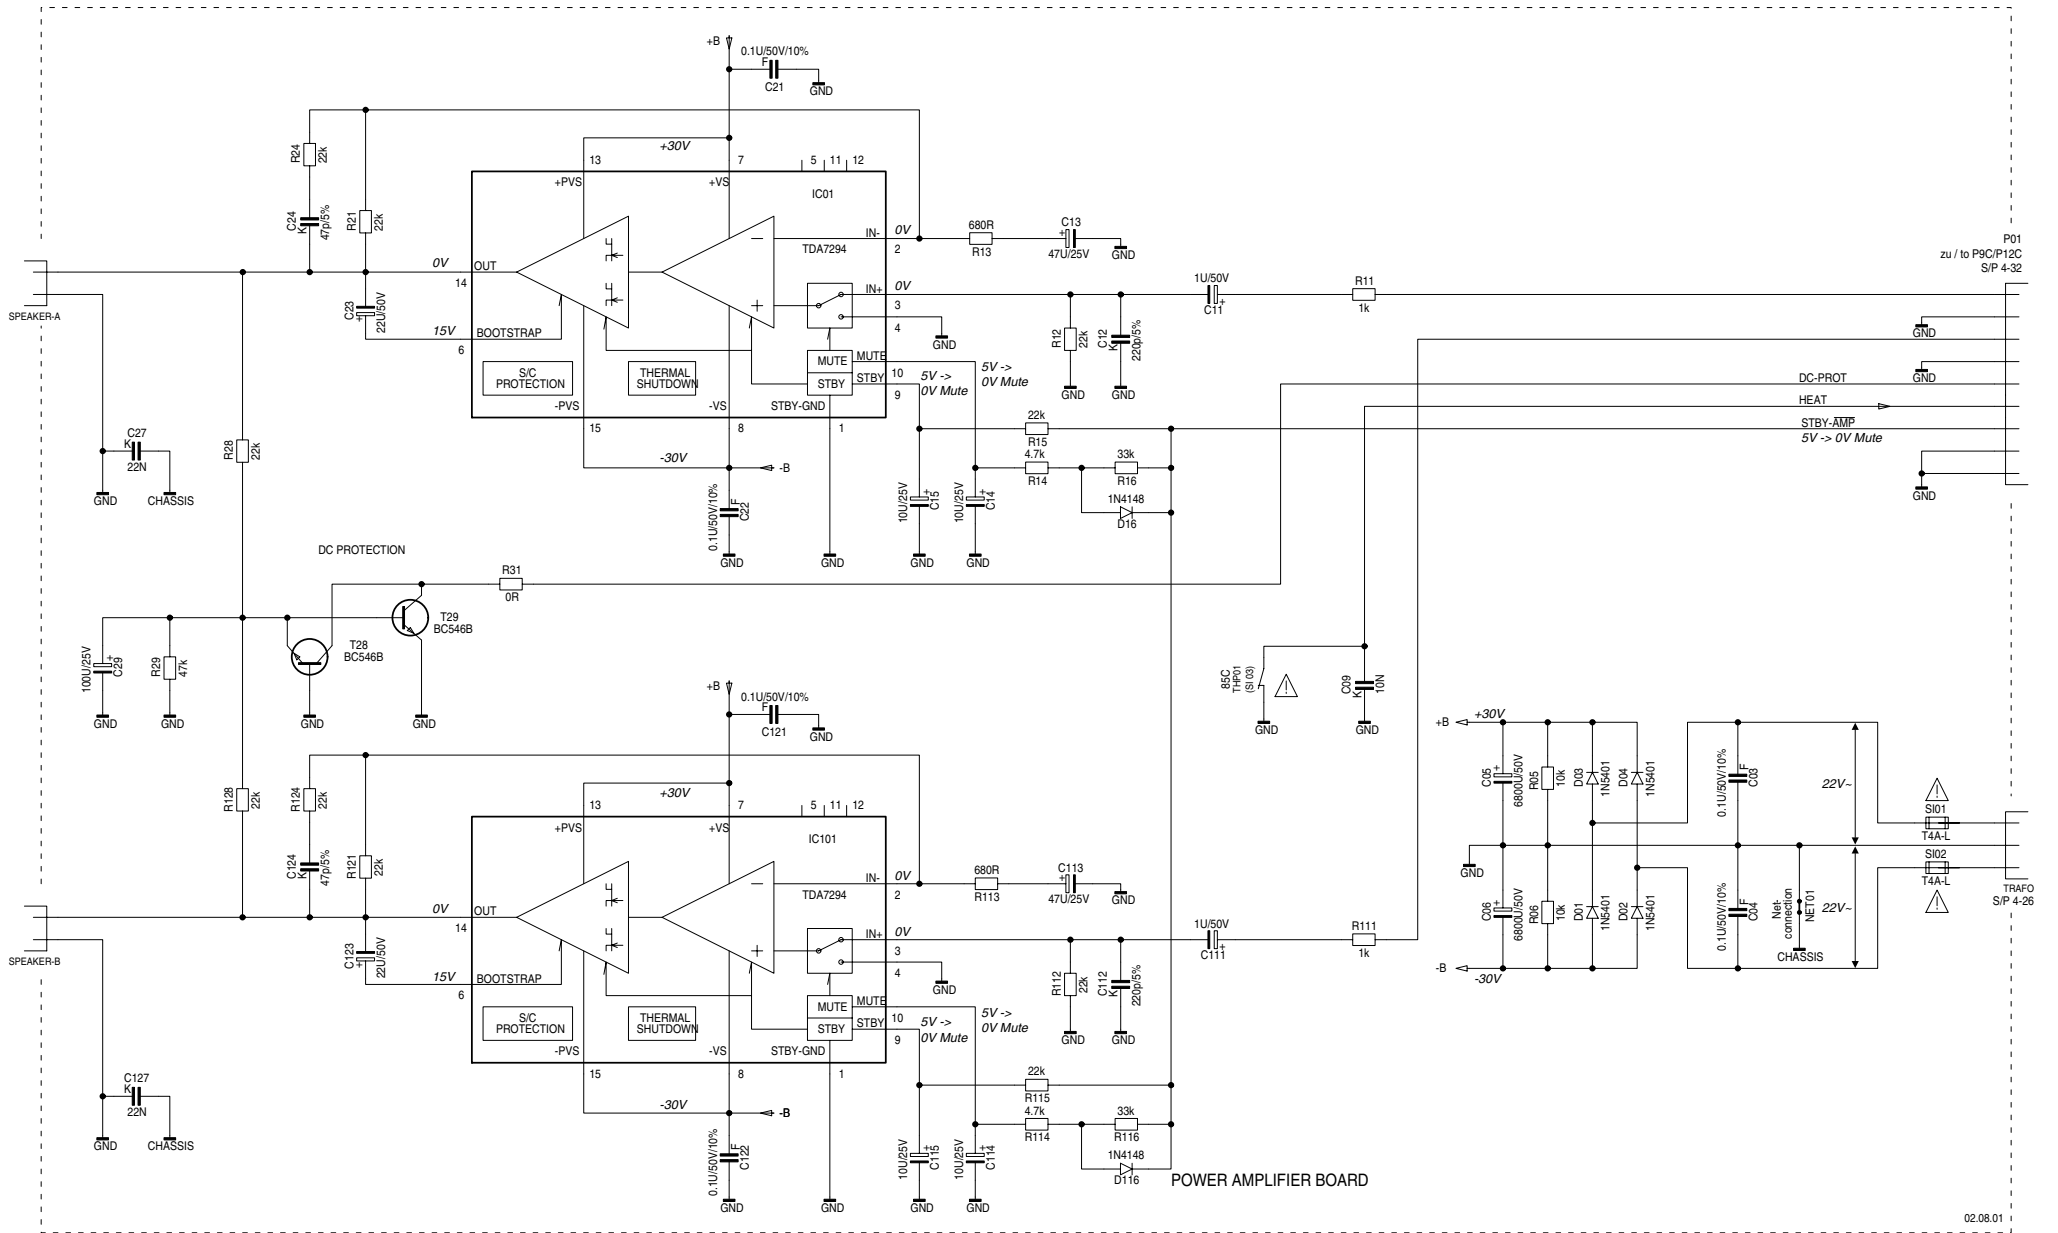 +B
0.1U/50V/10%
F
C21
GND
R24
22k
C24
K
47p/5%
R21
22k
+30V
13
7
5
11
12
+PVS
+VS
IC01
IN-
0V
2
TDA7294
680R
R13
C13
+
47U/25V
GND
P01
zu / to P9C/P12C
S/P 4-32
0V
OUT
14
SPEAKER-A
C23
+
22U/50V
15V
BOOTSTRAP
6
IN+
0V
3
4
GND
1U/50V
C11
+
R11
1k
R12
22k
C12
K
220p/5%
GND
GND
GND
GND
S/C
PROTECTION
THERMAL
SHUTDOWN
MUTE
STBY
MUTE
10
STBY
9
5V ->
0V Mute
5V ->
0V Mute
-PVS
-VS
STBY-GND
15
8
1
DC-PROT
HEAT
STBY-AMP
5V -> 0V Mute
GND
C27
K
22N
GND
CHASSIS
R28
22k
-30V
-B
22k
R15
4.7k
R14
33k
R16
1N4148
D16
0.1U/50V/10%
F
C22
GND
GND
10U/25V
+
C15
GND
10U/25V
+
C14
GND
DC PROTECTION
R31
0R
T29
BC546B
T28
BC546B
100U/25V
+
C29
R29
47k
GND
GND
GND
GND
85C
THP01
(SI 03)
GND
C09
K
10N
GND
+B
0.1U/50V/10%
F
C121
GND
R128
22k
R124
22k
C124
K
47p/5%
R121
22k
+30V
13
7
5
11
12
+PVS
+VS
IC101
IN-
0V
2
TDA7294
680R
R113
C113
+
47U/25V
GND
0V
OUT
14
SPEAKER-B
C123
+
22U/50V
15V
BOOTSTRAP
6
IN+
0V
3
4
GND
1U/50V
C111
+
R111
1k
R112
22k
C112
K
220p/5%
GND
GND
S/C
PROTECTION
THERMAL
SHUTDOWN
MUTE
STBY
MUTE
10
STBY
9
5V ->
0V Mute
5V ->
0V Mute
-PVS
-VS
STBY-GND
15
8
1
C127
K
22N
GND
CHASSIS
-30V
-B
22k
R115
4.7k
R114
33k
R116
1N4148
D116
0.1U/50V/10%
F
C122
GND
GND
10U/25V
+
C115
GND
10U/25V
+
C114
GND
+B
+30V
C05
+
6800U/50V
R05
10k
D03
1N5401
D04
1N5401
0.1U/50V/10%
F
C03
22V~
SI01
T4A-L
SI02
T4A-L
GND
C06
+
6800U/50V
R06
10k
D01
1N5401
D02
1N5401
0.1U/50V/10%
F
C04
Net-
connection
NET01
22V~
CHASSIS
-B
-30V
TRAFO
S/P 4-26
POWER AMPLIFIER BOARD
02.08.01